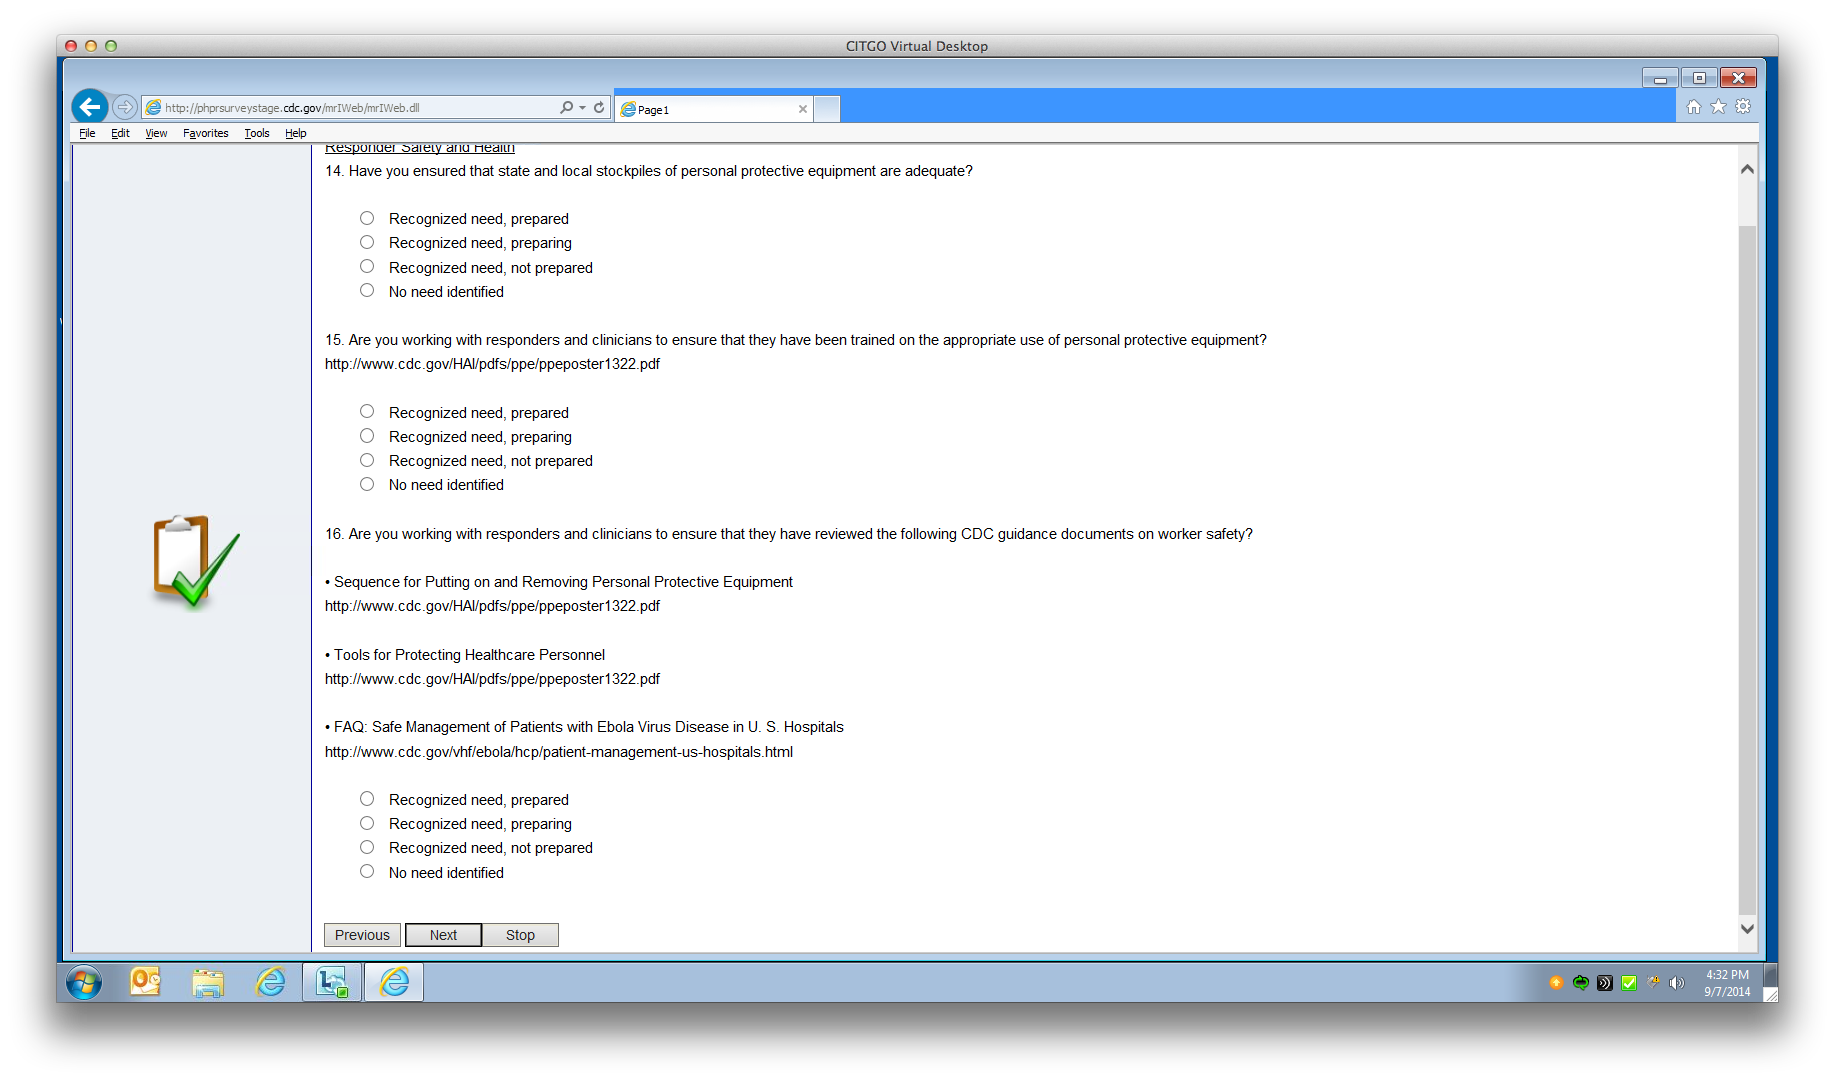 CITGO Virtual Desktop
http://phprsurveystage.cdc.gov/mrIWeb/mrIWeb.dll
Page1
File Edit View Favorites Tools Help
Responder Safety and Health
14. Have you ensured that state and local stockpiles of personal protective equipment are adequate?
Recognized need, prepared
Recognized need, preparing
Recognized need, not prepared
No need identified
15. Are you working with responders and clinicians to ensure that they have been trained on the appropriate use of personal protective equipment?
http://www.cdc.gov/HAI/pdfs/ppe/ppeposter1322.pdf
Recognized need, prepared
Recognized need, preparing
Recognized need, not prepared
No need identified
16. Are you working with responders and clinicians to ensure that they have reviewed the following CDC guidance documents on worker safety?
• Sequence for Putting on and Removing Personal Protective Equipment
http://www.cdc.gov/HAI/pdfs/ppe/ppeposter1322.pdf
• Tools for Protecting Healthcare Personnel
http://www.cdc.gov/HAI/pdfs/ppe/ppeposter1322.pdf
• FAQ: Safe Management of Patients with Ebola Virus Disease in U. S. Hospitals
http://www.cdc.gov/vhf/ebola/hcp/patient-management-us-hospitals.html
Recognized need, prepared
Recognized need, preparing
Recognized need, not prepared
No need identified
Previous Next Stop
4:32 PM
9/7/2014